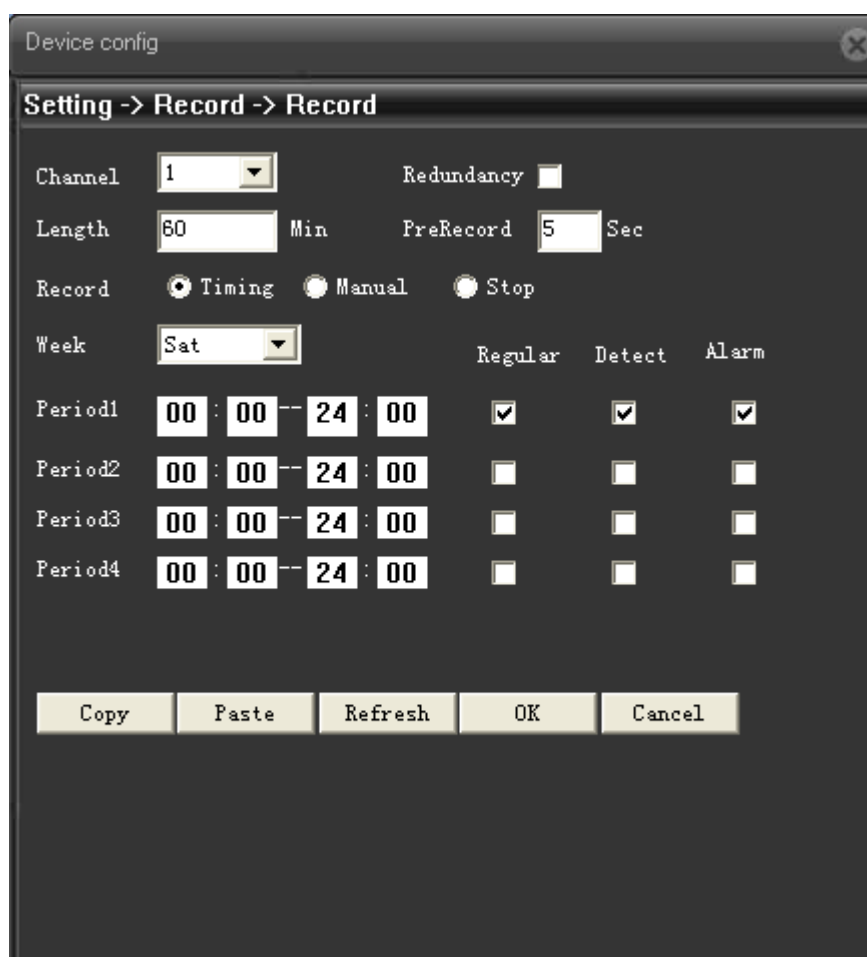 Device config
Setting -> Record -> Record
Channel 1 Redundancy
Length 60 Min PreRecord 5 Sec
Record Timing Manual Stop
Week Sat Regular Detect Alarm
Period1 00 : 00 -- 24 : 00
Period2 00 : 00 -- 24 : 00
Period3 00 : 00 -- 24 : 00
Period4 00 : 00 -- 24 : 00
Copy Paste Refresh OK Cancel